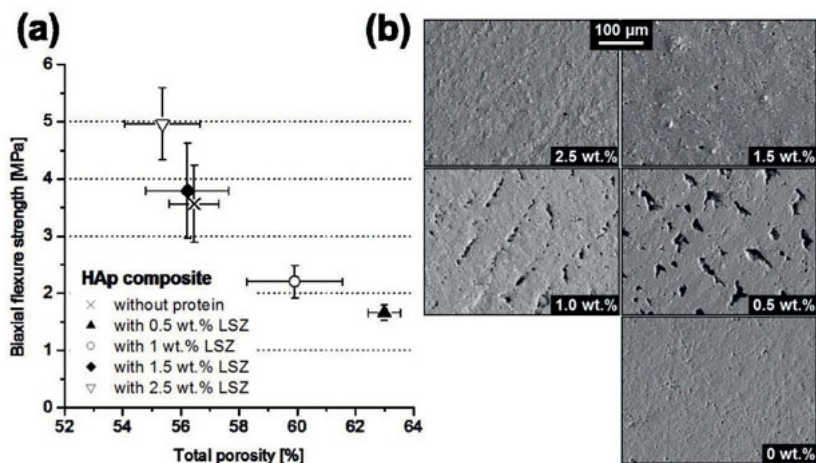 (a)
Biaxial flexure strength [MPa]
6
5
4
3
2
1
0
HAp composite
without protein
with 0.5 wt.% LSZ
with 1 wt.% LSZ
with 1.5 wt.% LSZ
with 2.5 wt.% LSZ
52 54 56 58 60 62 64
Total porosity [%]
(b)
100 µm
2.5 wt.% 1.5 wt.%
1.0 wt.% 0.5 wt.%
0 wt.%